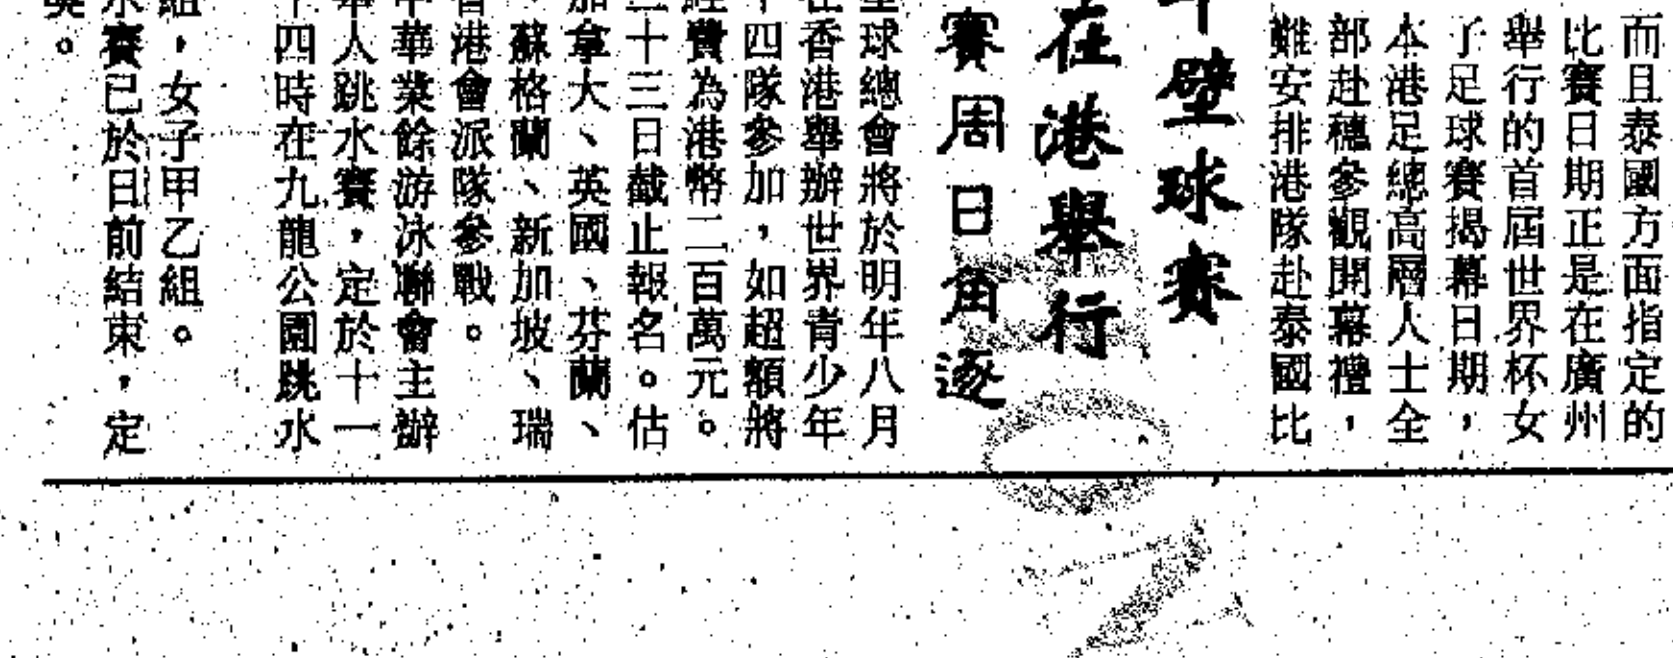 而且泰國方面指定的
比賽日期正是在廣州
舉行的首屆世界杯女
子足球賽揭幕日期，
本港足總高層人士全
部赴穗參觀開幕禮，
難安排港隊赴泰國比
年壁球賽
在港舉行
賽周日角逐
壁球總會將於明年八月
在香港舉辦世界青少年
，四隊參加，如超額將
經費為港幣二百萬元。
二十三日截止報名。估
加拿大、英國、芬蘭、
、蘇格蘭、新加坡、瑞
香港會派隊參戰。
中華業餘游泳聯會主辦
舉人跳水賽，定於十一
十四時在九龍公園跳水
組，女子甲乙組。
水賽已於日前結束，定
獎。